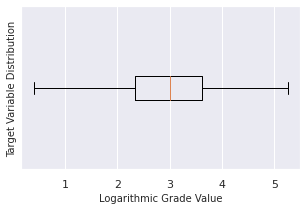 Target Variable Distribution
1 2 3 4 5
Logarithmic Grade Value